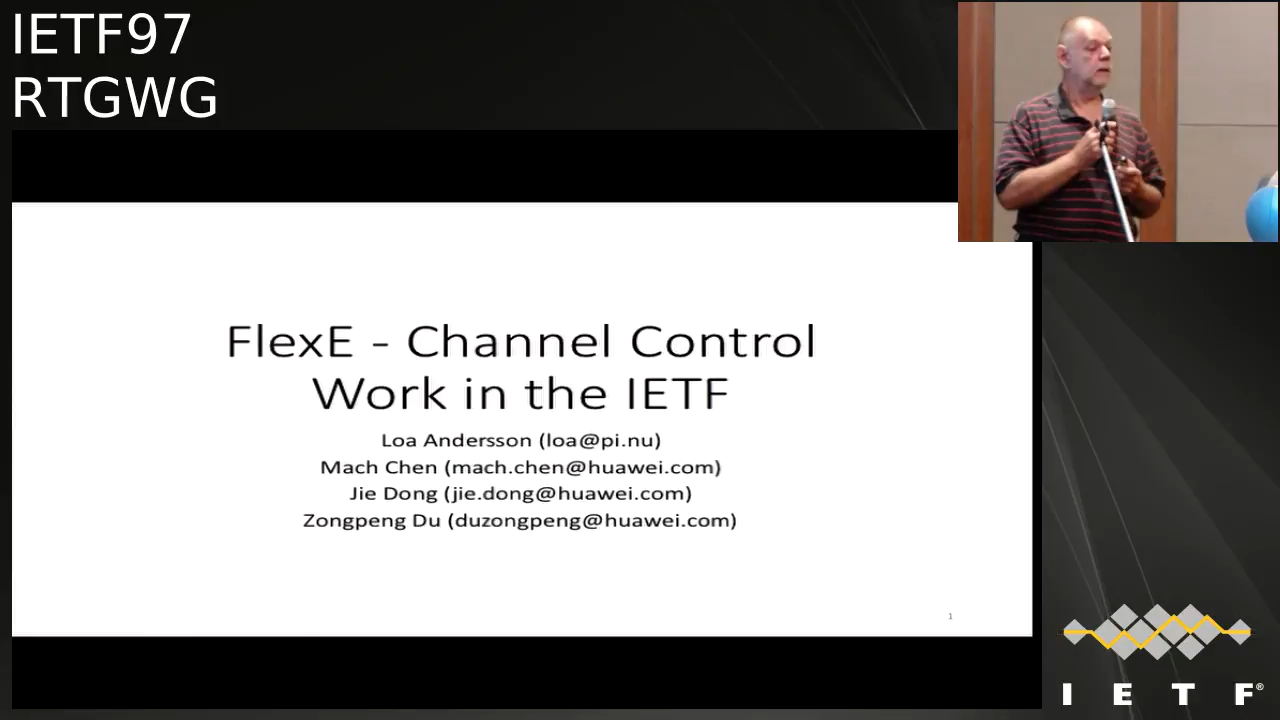 IETF97
RTGWG
FlexE - Channel Control
Work in the IETF
Loa Andersson (loa@pi.nu)
Mach Chen (mach.chen@huawei.com)
Jie Dong (jie.dong@huawei.com)
Zongpeng Du (duzongpeng@huawei.com)
1
I E T F®